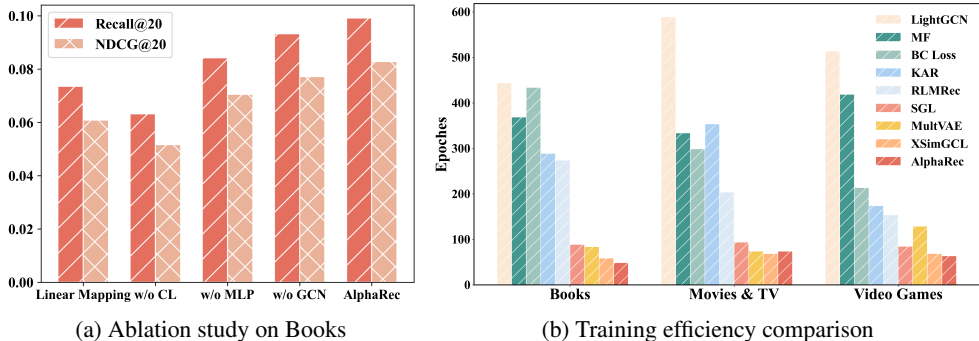 0.10
0.08
0.06
0.04
0.02
0.00
Recall@20
NDCG@20
Linear Mapping w/o CL w/o MLP w/o GCN AlphaRec
(a) Ablation study on Books
Epoches
600
500
400
300
200
100
0
LightGCN
MF
BC Loss
KAR
RLMRec
SGL
MultVAE
XSimGCL
AlphaRec
Books Movies & TV Video Games
(b) Training efficiency comparison